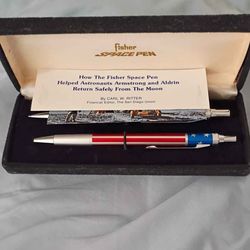 fisher
SPACE PEN
How The Fisher Space Pen
Helped Astronauts Armstrong and Aldrin
Return Safely From The Moon
By CARL W. RITTER
Financial Editor, The San Diego Union